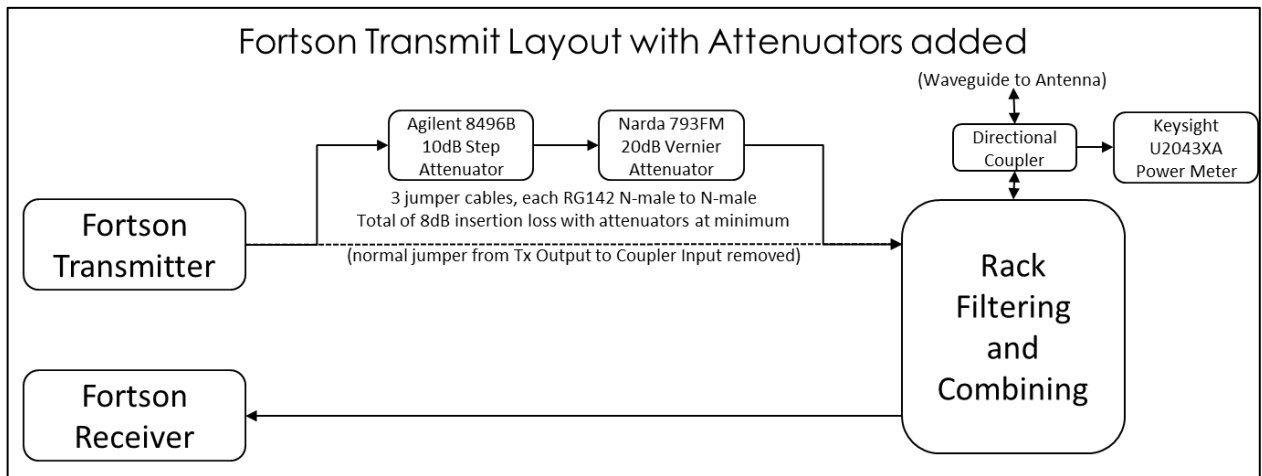 Fortson Transmit Layout with Attenuators added
(Waveguide to Antenna)
Agilent 8496B
10dB Step
Attenuator
Narda 793FM
20dB Vernier
Attenuator
Directional
Coupler
Keysight
U2043XA
Power Meter
3 jumper cables, each RG142 N-male to N-male
Total of 8dB insertion loss with attenuators at minimum
Fortson
Transmitter
(normal jumper from Tx Output to Coupler Input removed)
Rack
Filtering
and
Combining
Fortson
Receiver